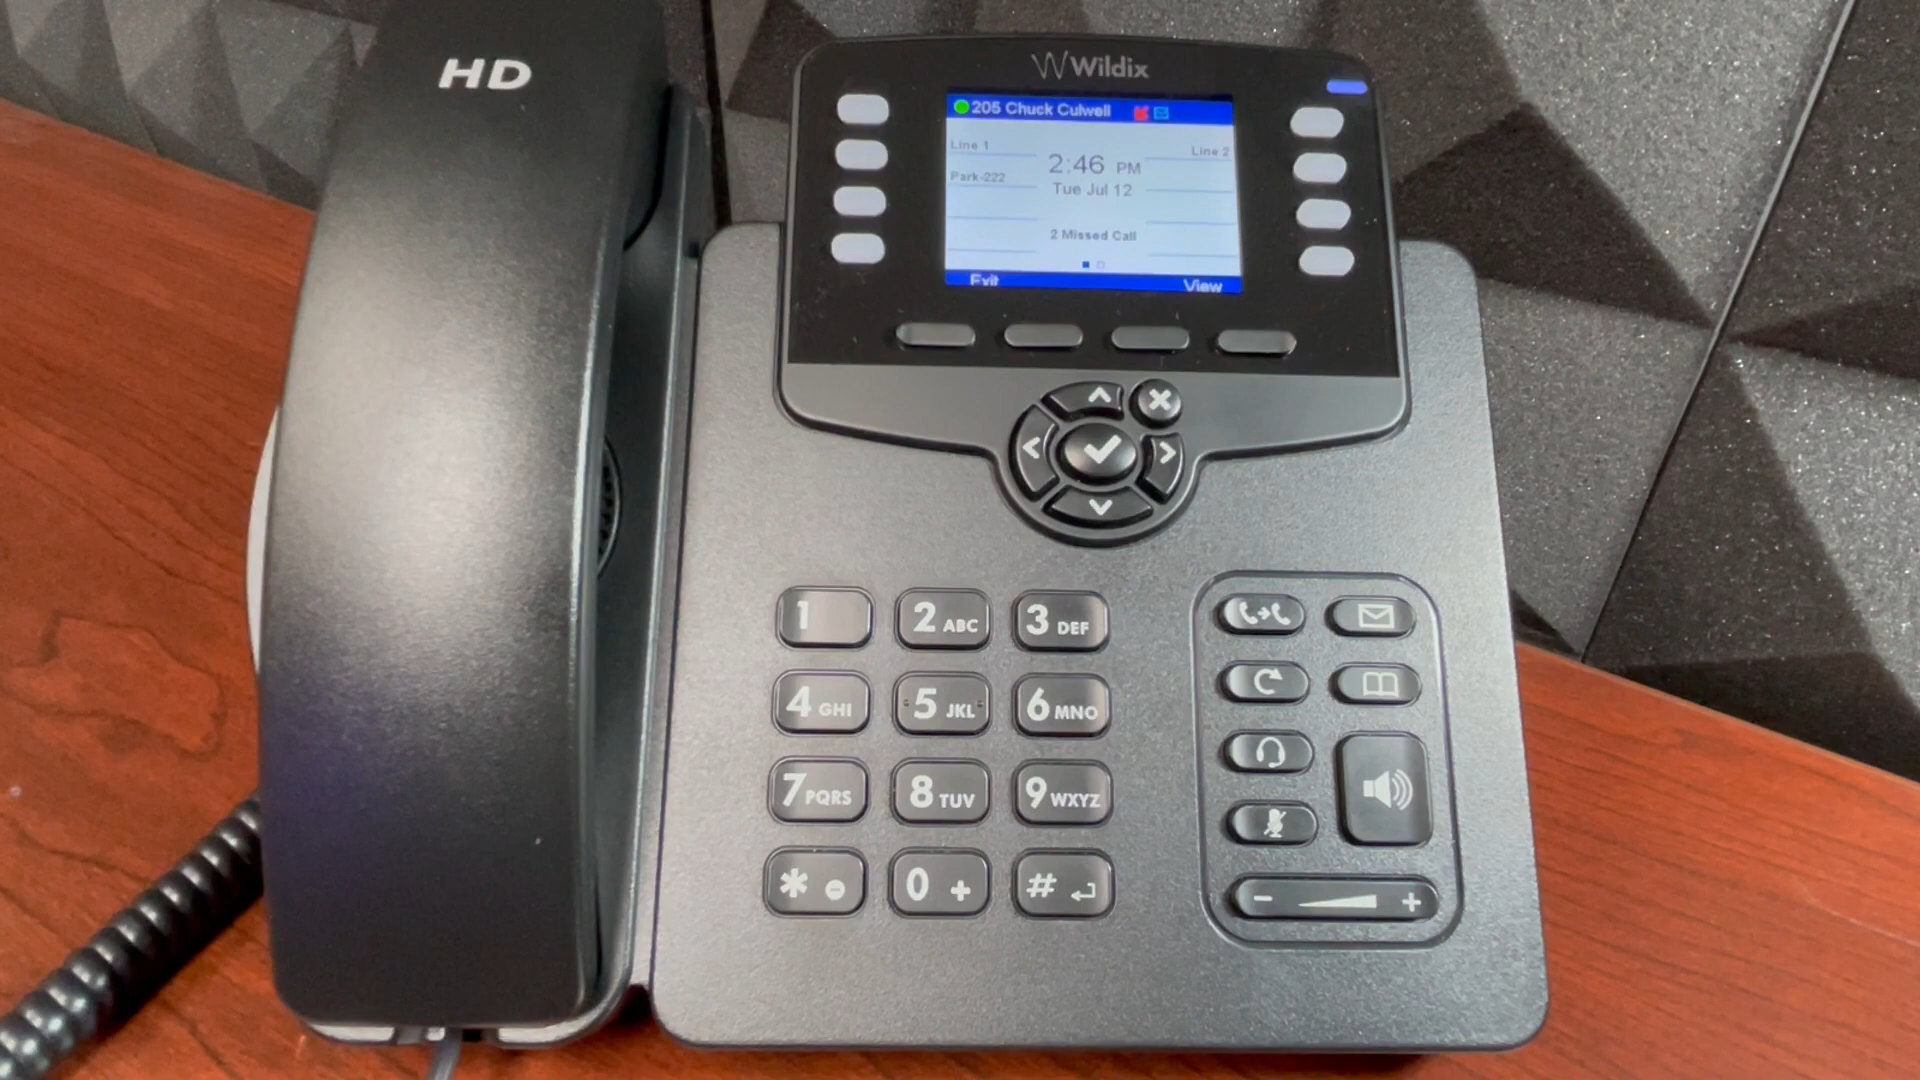 HD
Wildix
205 Chuck Culwell
Line 1
Line 2
2:46 PM
Park-222
Tue Jul 12
2 Missed Call
Exit
View
1
2 ABC
3 DEF
4 GHI
5 JKL
6 MNO
7 PQRS
8 TUV
9 WXYZ
*
0 +
#
- +